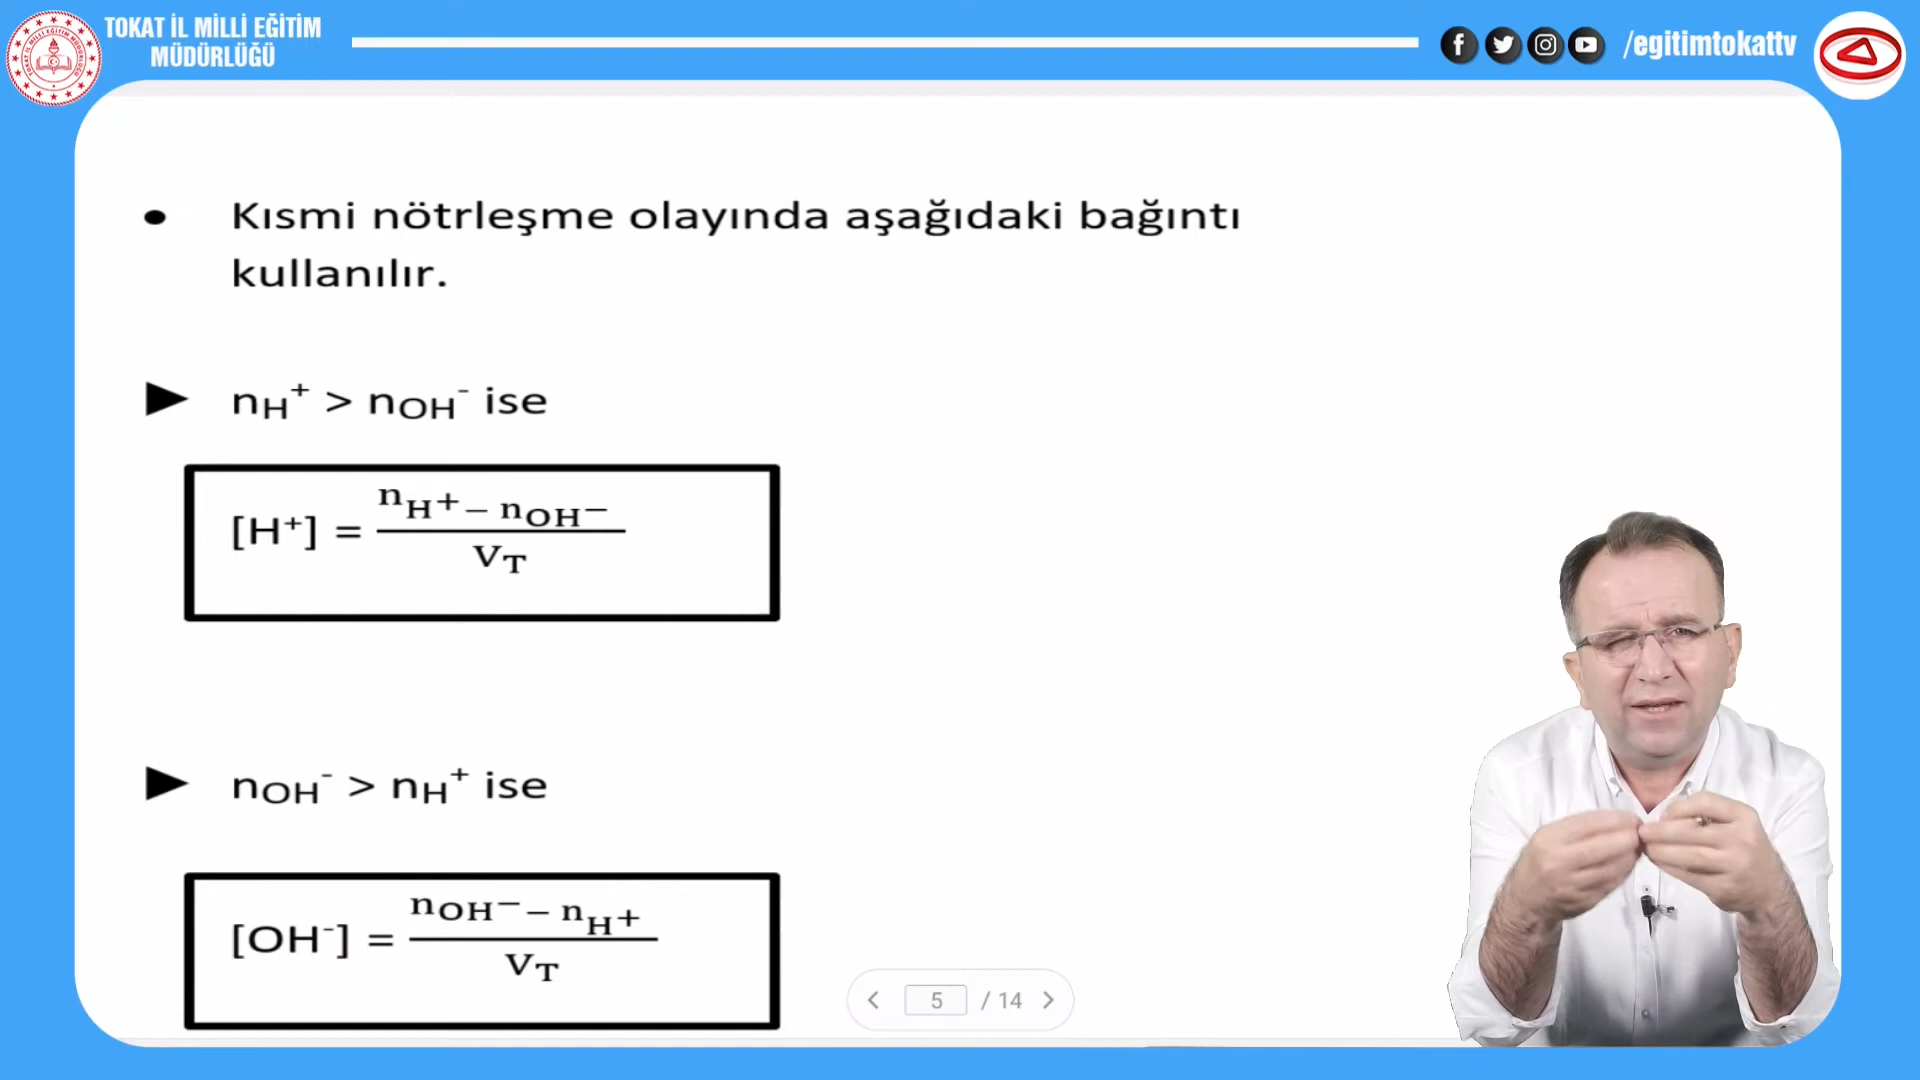 TOKAT İL MİLLİ EĞİTİM
MÜDÜRLÜĞÜ
/egitimtokattv
• Kısmi nötrleşme olayında aşağıdaki bağıntı
kullanılır.
► nH⁺ > nOH⁻ ise
[H⁺] = (nH⁺ – nOH⁻) / VT
► nOH⁻ > nH⁺ ise
[OH⁻] = (nOH⁻ – nH⁺) / VT
< 5 / 14 >